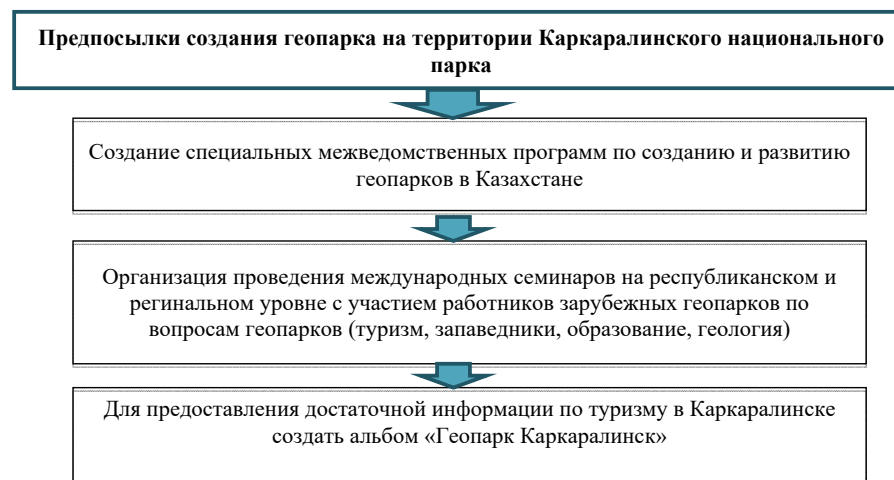 Предпосылки создания геопарка на территории Каркаралинского национального
парка
Создание специальных межведомственных программ по созданию и развитию
геопарков в Казахстане
Организация проведения международных семинаров на республиканском и
регинальном уровне с участием работников зарубежных геопарков по
вопросам геопарков (туризм, запаведники, образование, геология)
Для предоставления достаточной информации по туризму в Каркаралинске
создать альбом «Геопарк Каркаралинск»